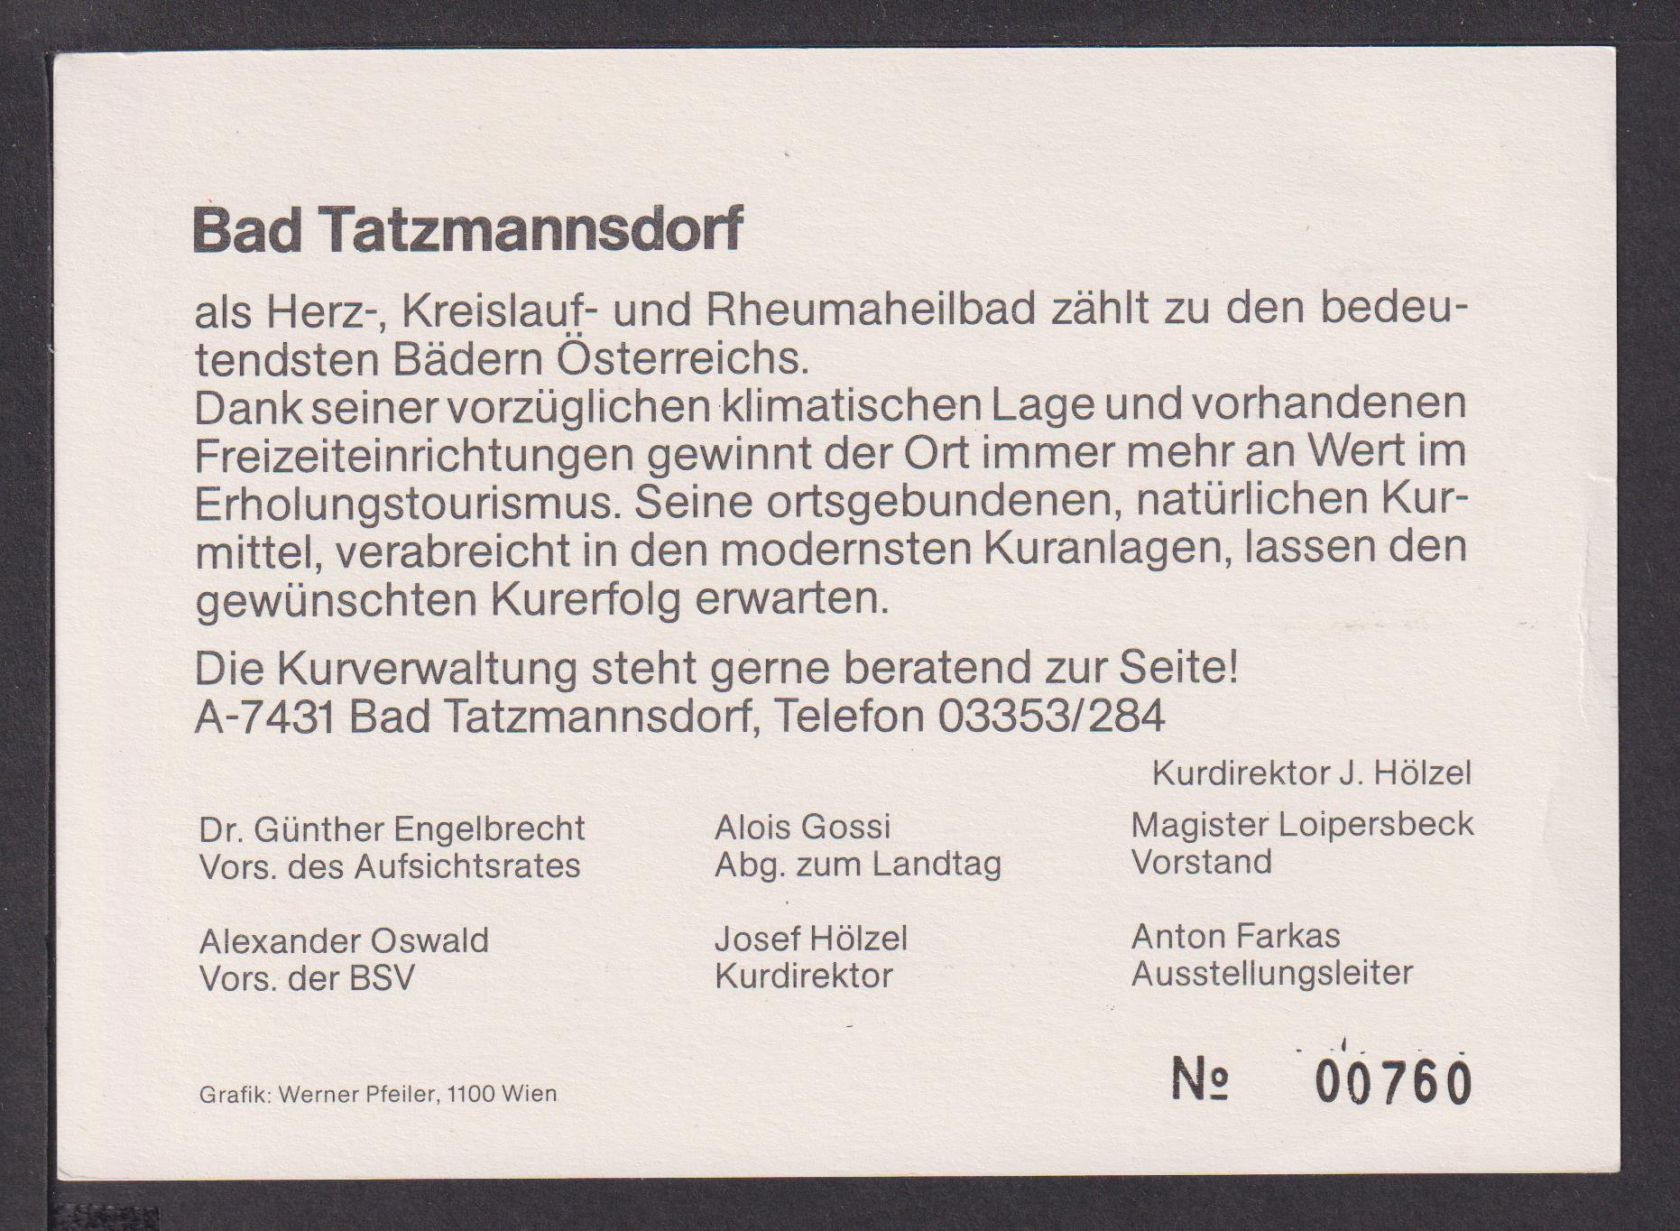 Bad Tatzmannsdorf
als Herz-, Kreislauf- und Rheumaheilbad zählt zu den bedeu-
tendsten Bädern Österreichs.
Dank seiner vorzüglichen klimatischen Lage und vorhandenen
Freizeiteinrichtungen gewinnt der Ort immer mehr an Wert im
Erholungstourismus. Seine ortsgebundenen, natürlichen Kur-
mittel, verabreicht in den modernsten Kuranlagen, lassen den
gewünschten Kurerfolg erwarten.
Die Kurverwaltung steht gerne beratend zur Seite!
A-7431 Bad Tatzmannsdorf, Telefon 03353/284
Kurdirektor J. Hölzel
Dr. Günther Engelbrecht
Vors. des Aufsichtsrates
Alois Gossi
Abg. zum Landtag
Magister Loipersbeck
Vorstand
Alexander Oswald
Vors. der BSV
Josef Hölzel
Kurdirektor
Anton Farkas
Ausstellungsleiter
Grafik: Werner Pfeiler, 1100 Wien
№ 00760